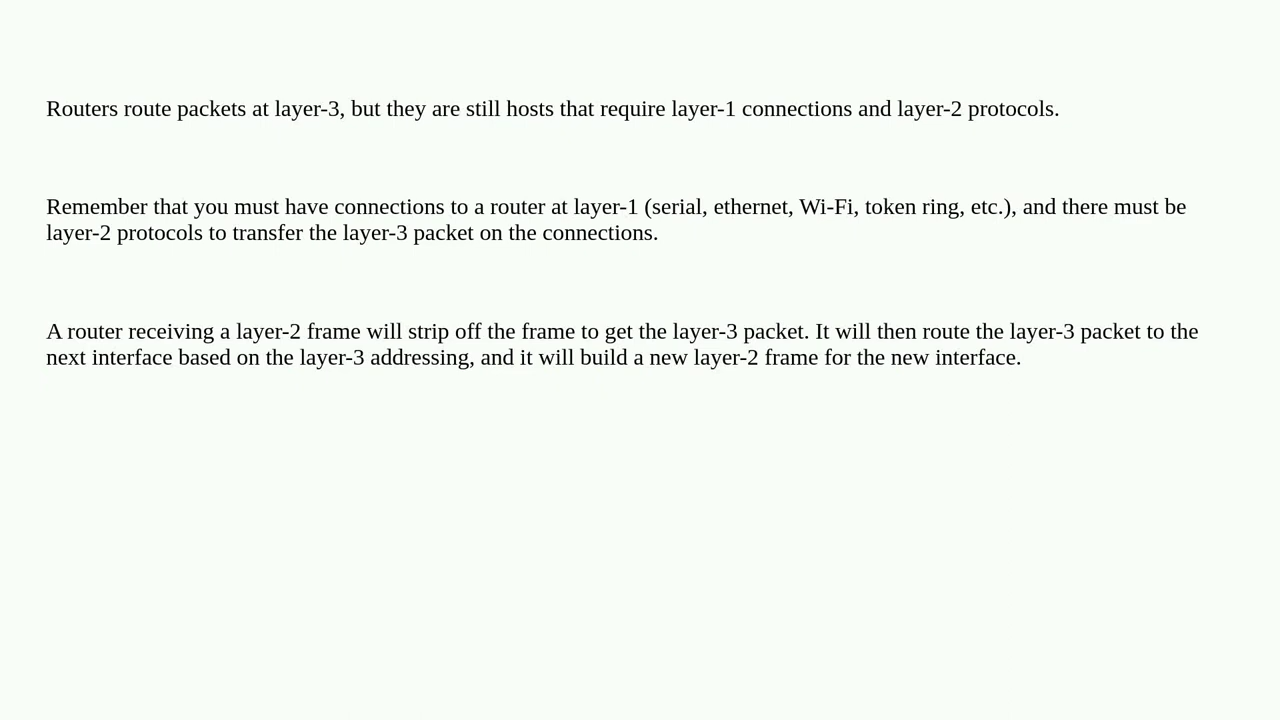 Routers route packets at layer-3, but they are still hosts that require layer-1 connections and layer-2 protocols.
Remember that you must have connections to a router at layer-1 (serial, ethernet, Wi-Fi, token ring, etc.), and there must be
layer-2 protocols to transfer the layer-3 packet on the connections.
A router receiving a layer-2 frame will strip off the frame to get the layer-3 packet. It will then route the layer-3 packet to the
next interface based on the layer-3 addressing, and it will build a new layer-2 frame for the new interface.